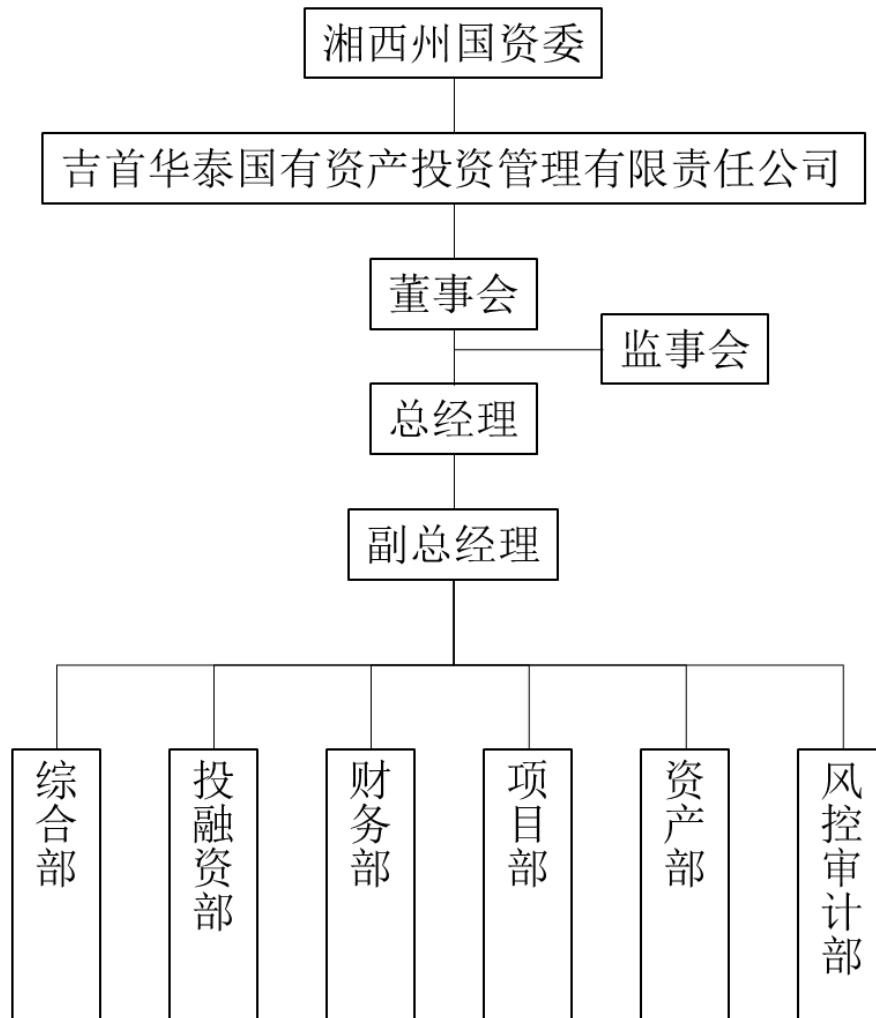 湘西州国资委
吉首华泰国有资产投资管理有限责任公司
董事会
监事会
总经理
副总经理
综合部
投融资部
财务部
项目部
资产部
风控审计部